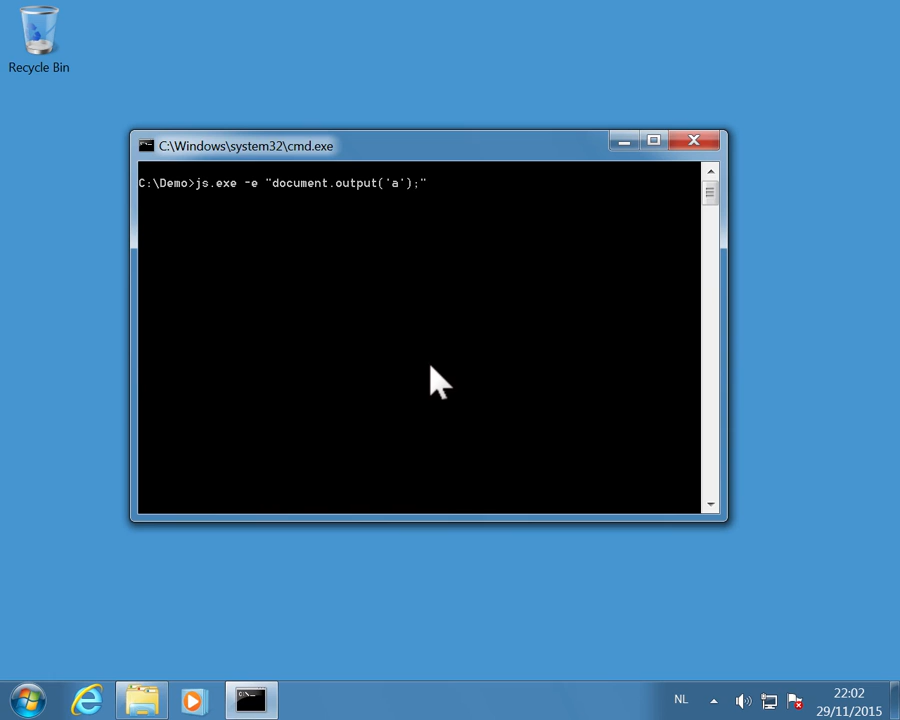 Recycle Bin
C:\Windows\system32\cmd.exe
C:\Demo>js.exe -e "document.output('a');"
NL
22:02
29/11/2015